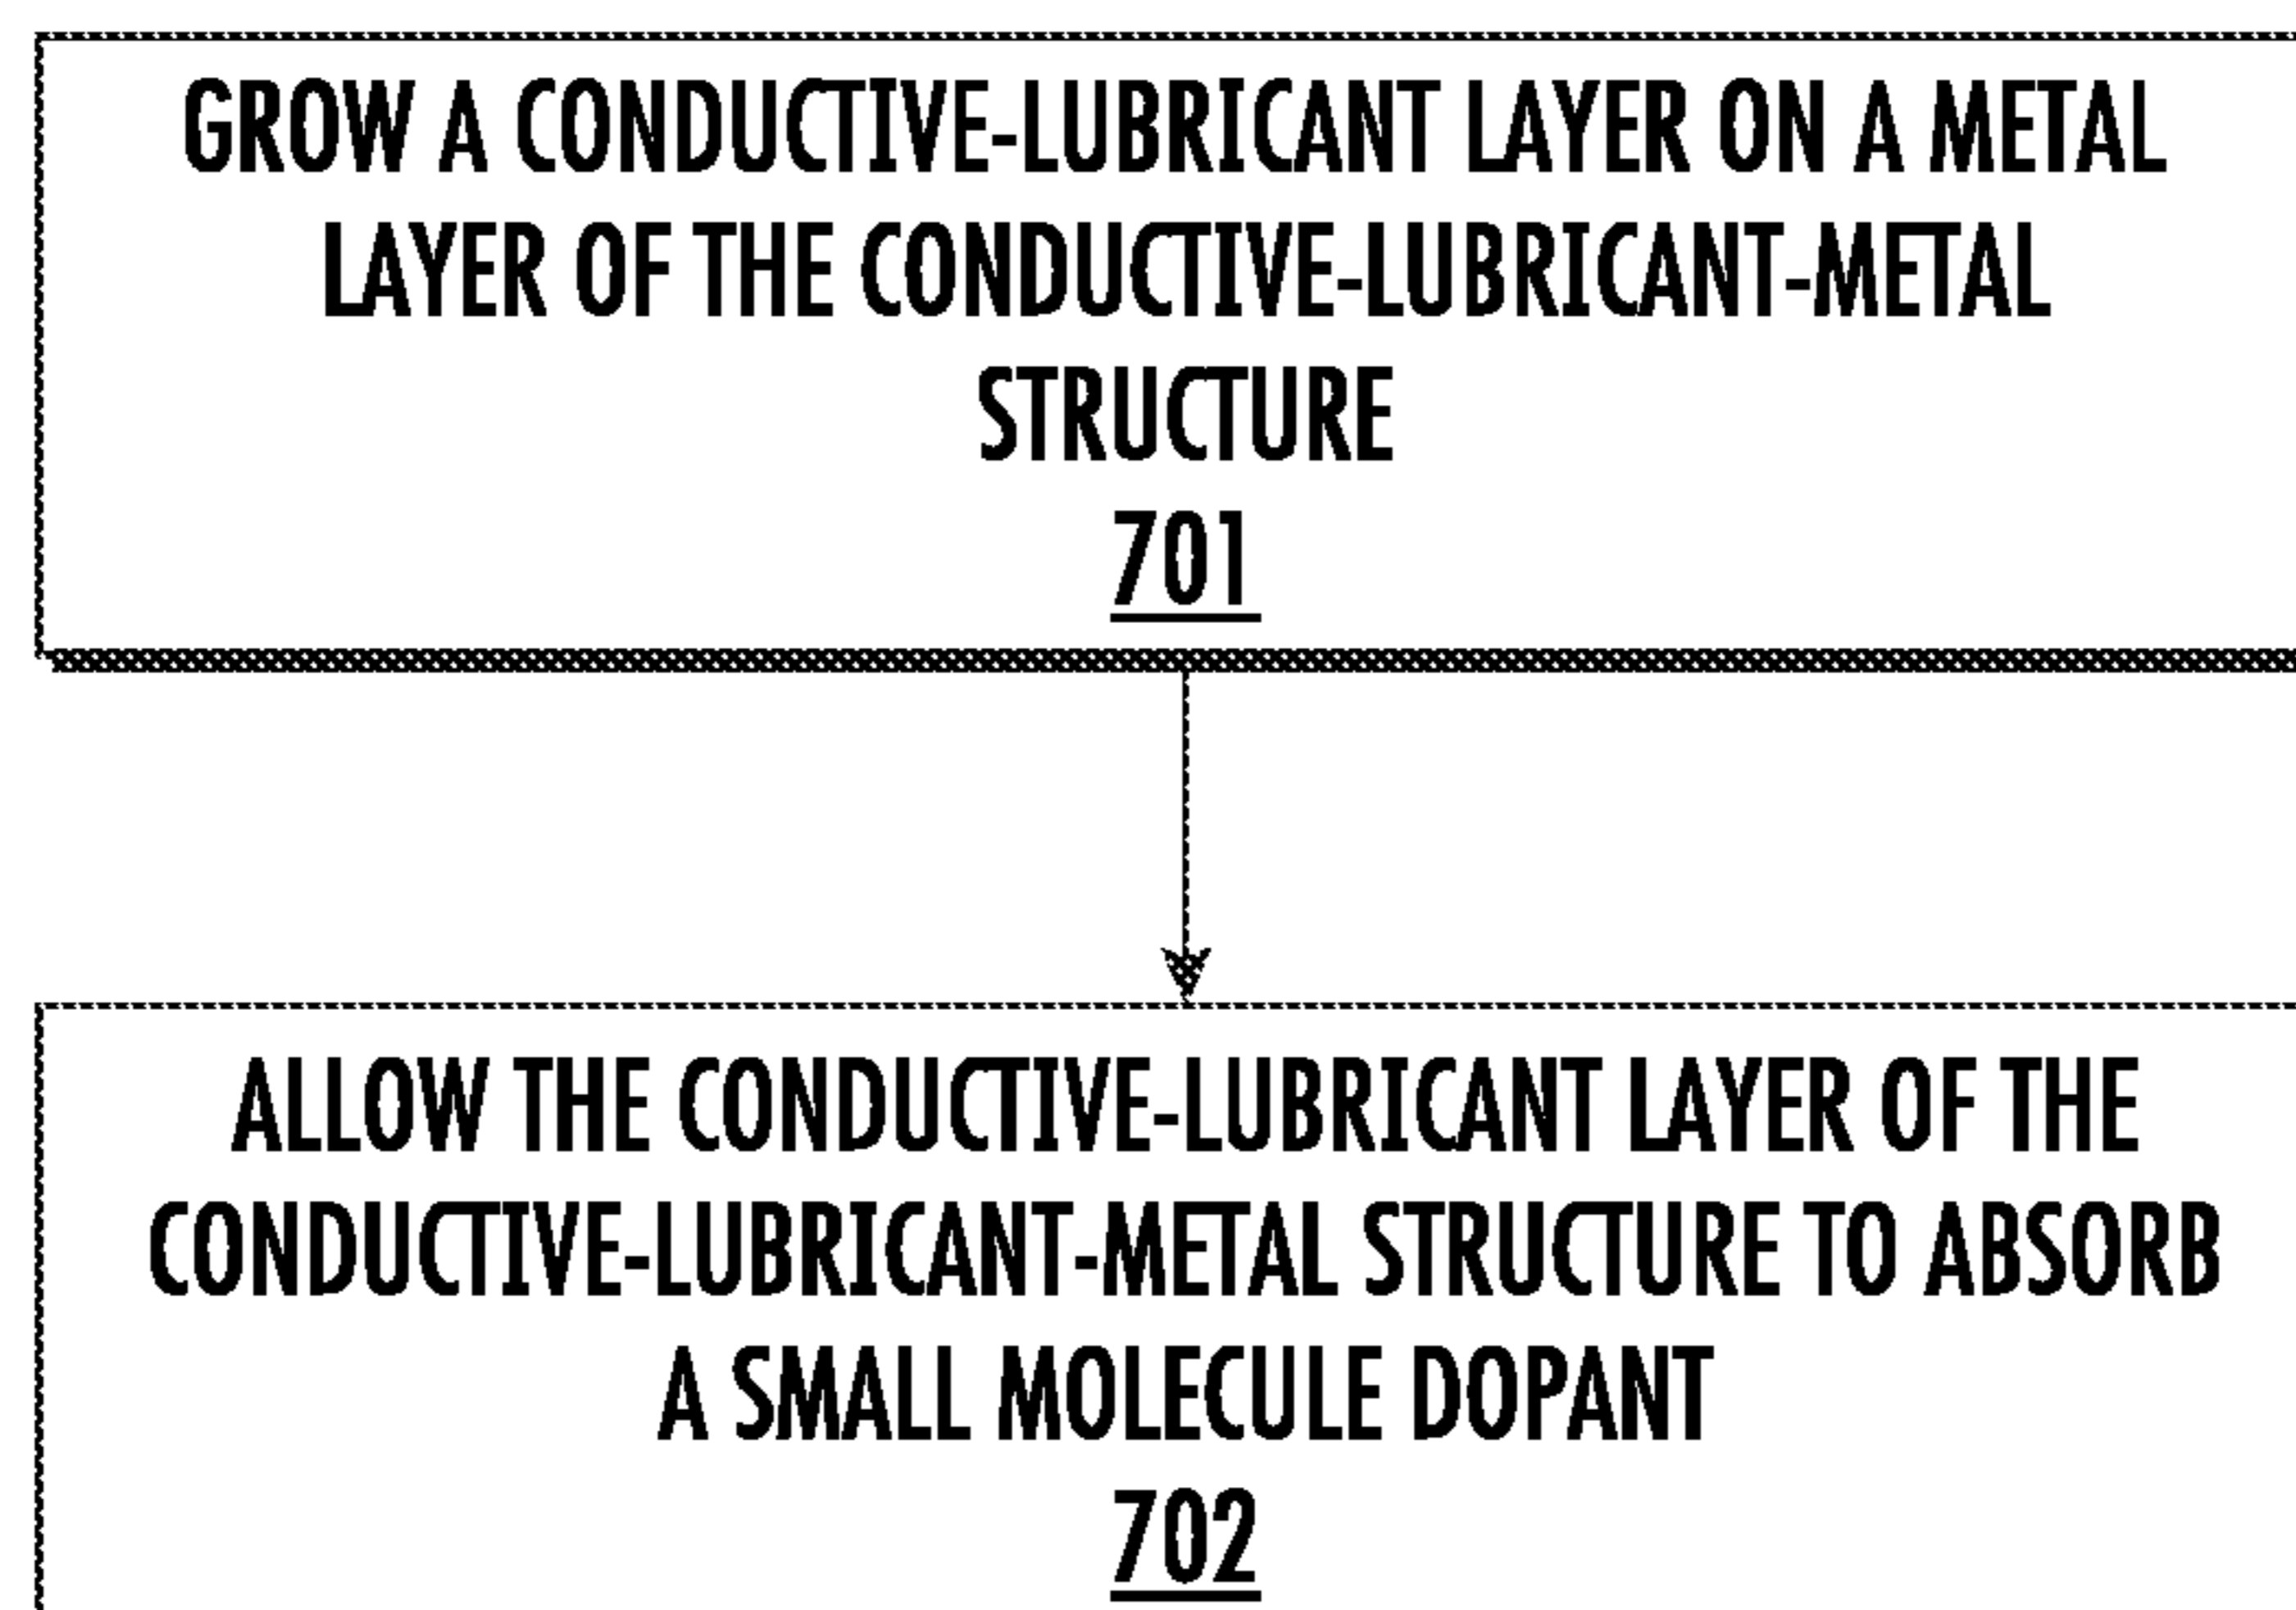 GROW A CONDUCTIVE-LUBRICANT LAYER ON A METAL
LAYER OF THE CONDUCTIVE-LUBRICANT-METAL
STRUCTURE
701
ALLOW THE CONDUCTIVE-LUBRICANT LAYER OF THE
CONDUCTIVE-LUBRICANT-METAL STRUCTURE TO ABSORB
A SMALL MOLECULE DOPANT
702